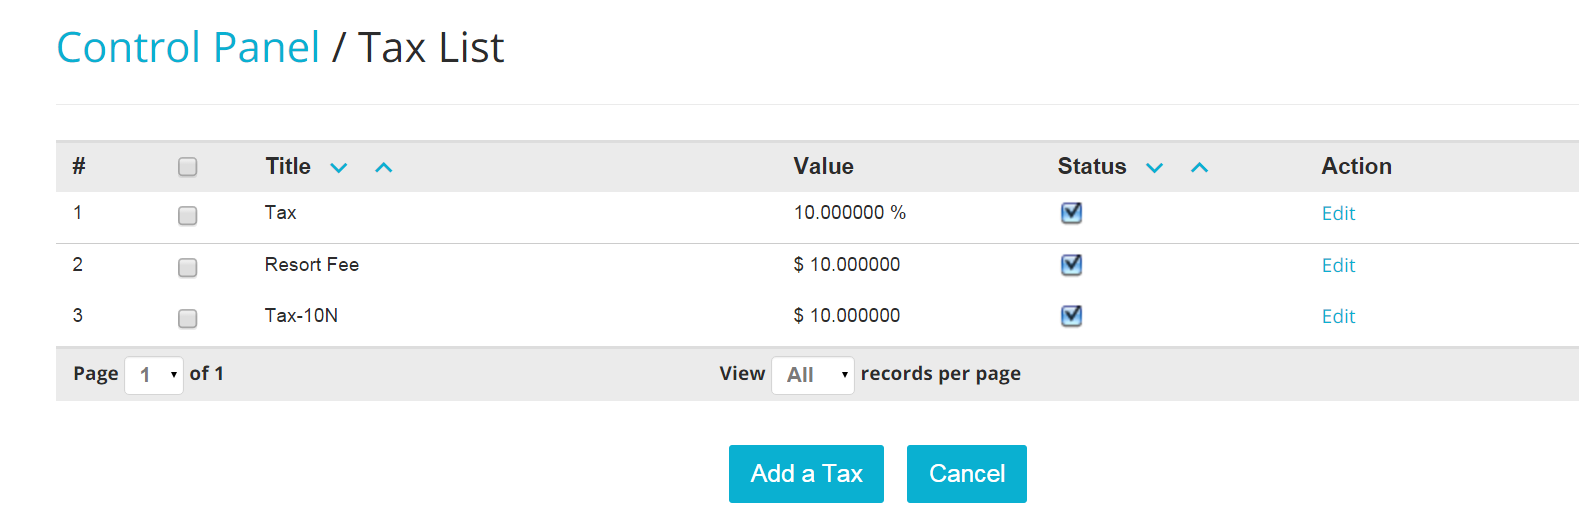 Control Panel / Tax List
# Title Value Status Action
1 Tax 10.000000 % Edit
2 Resort Fee $ 10.000000 Edit
3 Tax-10N $ 10.000000 Edit
Page 1 of 1 View All records per page
Add a Tax Cancel